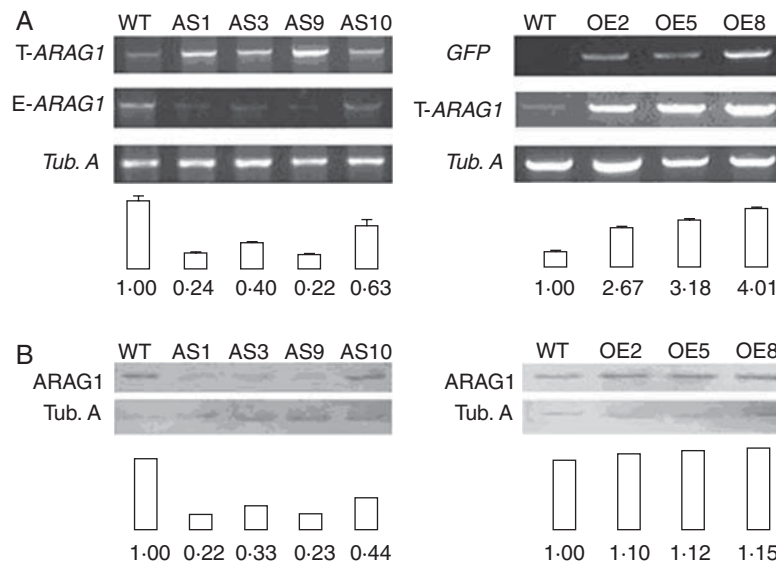 A
WT AS1 AS3 AS9 AS10
T-ARAG1
E-ARAG1
Tub. A
1·00 0·24 0·40 0·22 0·63
WT OE2 OE5 OE8
GFP
T-ARAG1
Tub. A
1·00 2·67 3·18 4·01
B
WT AS1 AS3 AS9 AS10
ARAG1
Tub. A
1·00 0·22 0·33 0·23 0·44
WT OE2 OE5 OE8
ARAG1
Tub. A
1·00 1·10 1·12 1·15